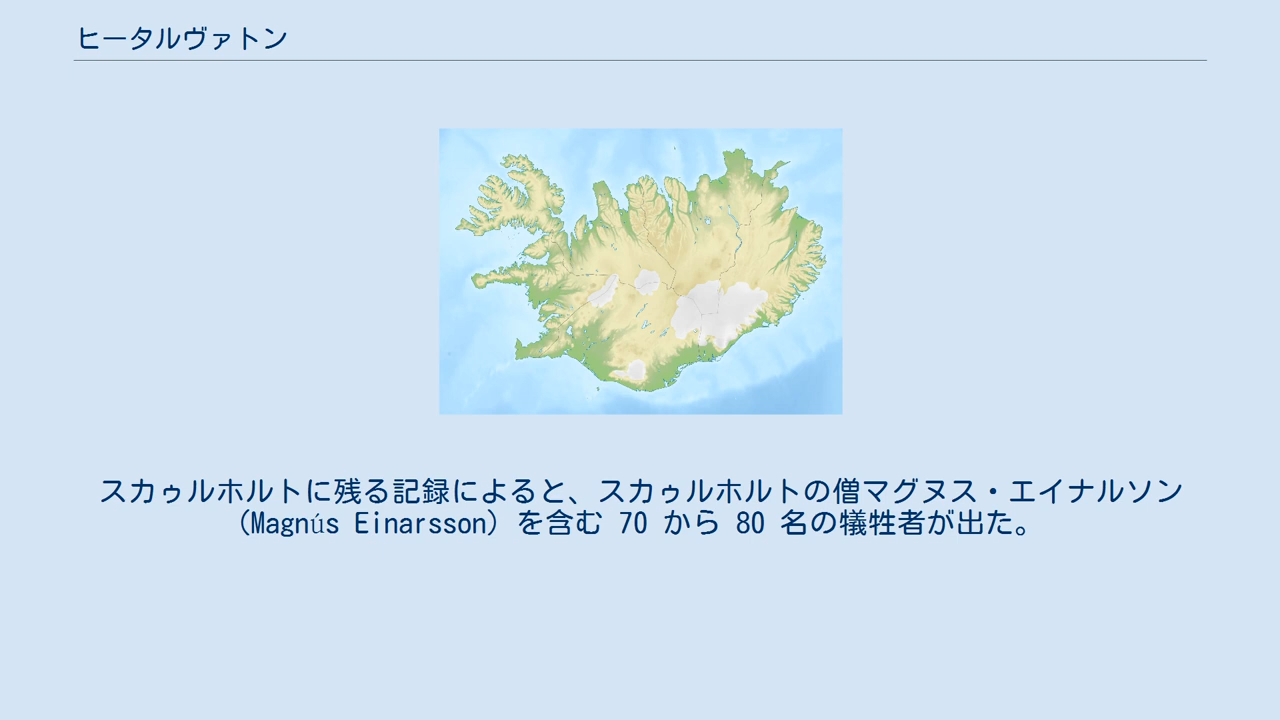 ヒータルヴァトン
スカゥルホルトに残る記録によると、スカゥルホルトの僧マグヌス・エイナルソン
(Magnús Einarsson) を含む 70 から 80 名の犠牲者が出た。